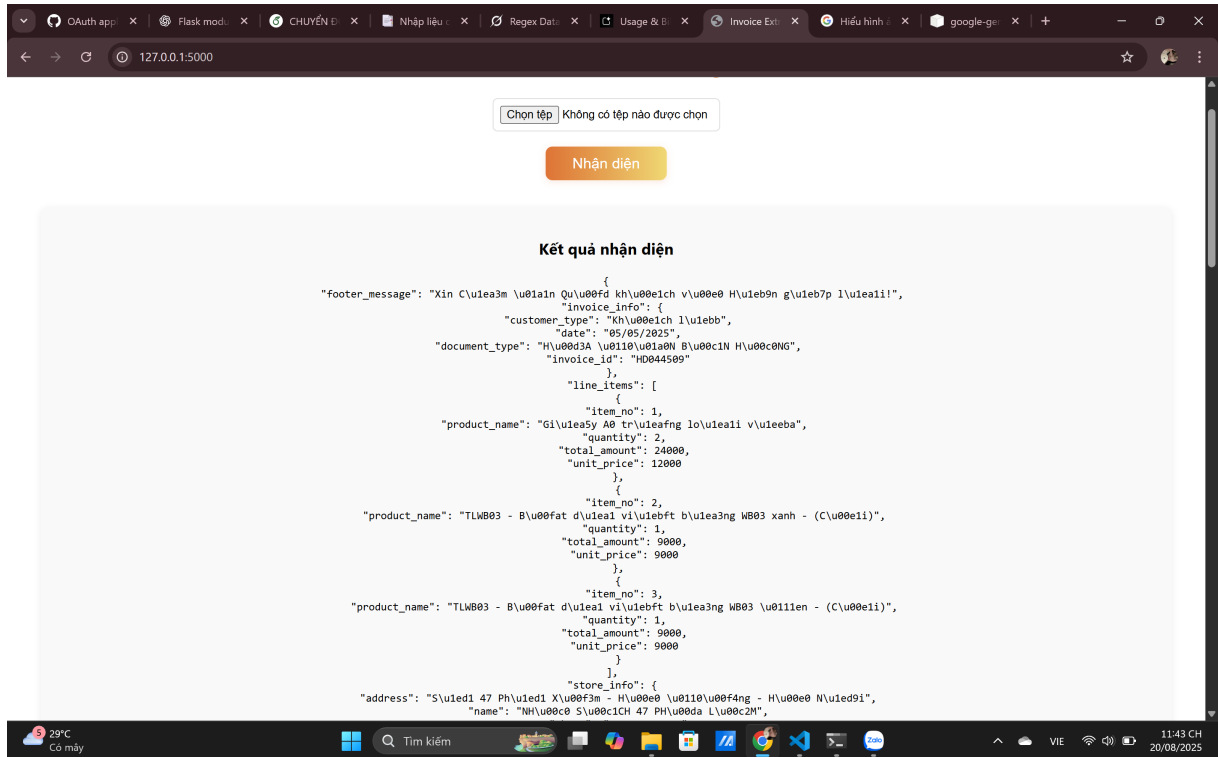 OAuth appl
Flask modu
CHUYỂN Đ
Nhập liệu
Regex Data
Usage & Bi
Invoice Extr
Hiểu hình ả
google-gen
127.0.0.1:5000
Chọn tệp Không có tệp nào được chọn
Nhận diện
Kết quả nhận diện
{
"footer_message": "Xin C\u1ea3m \u01a1n Qu\u00fd kh\u00e1ch v\u00e0 H\u1eb9n g\u1eb7p l\u1ea1i!",
"invoice_info": {
"customer_type": "Kh\u00e1ch l\u1ebb",
"date": "05/05/2025",
"document_type": "H\u00d3A \u0110\u01a0N B\u00c1N H\u00c0NG",
"invoice_id": "HD044509"
},
"line_items": [
{
"item_no": 1,
"product_name": "Gi\u1ea5y A0 tr\u1eafng lo\u1ea1i v\u1eeba",
"quantity": 2,
"total_amount": 24000,
"unit_price": 12000
},
{
"item_no": 2,
"product_name": "TLWB03 - B\u00fat d\u1ea1 vi\u1ebft b\u1ea3ng WB03 xanh - (C\u00e1i)",
"quantity": 1,
"total_amount": 9000,
"unit_price": 9000
},
{
"item_no": 3,
"product_name": "TLWB03 - B\u00fat d\u1ea1 vi\u1ebft b\u1ea3ng WB03 \u0111en - (C\u00e1i)",
"quantity": 1,
"total_amount": 9000,
"unit_price": 9000
}
],
"store_info": {
"address": "S\u1ed1 47 Ph\u1ed1 X\u00f3m - H\u00e0 \u0110\u00f4ng - H\u00e0 N\u1ed9i",
"name": "NH\u00c0 S\u00c1CH 47 PH\u00da L\u00c2M",
5
29°C
Có mây
Tìm kiếm
Zalo
VIE
11:43 CH
20/08/2025